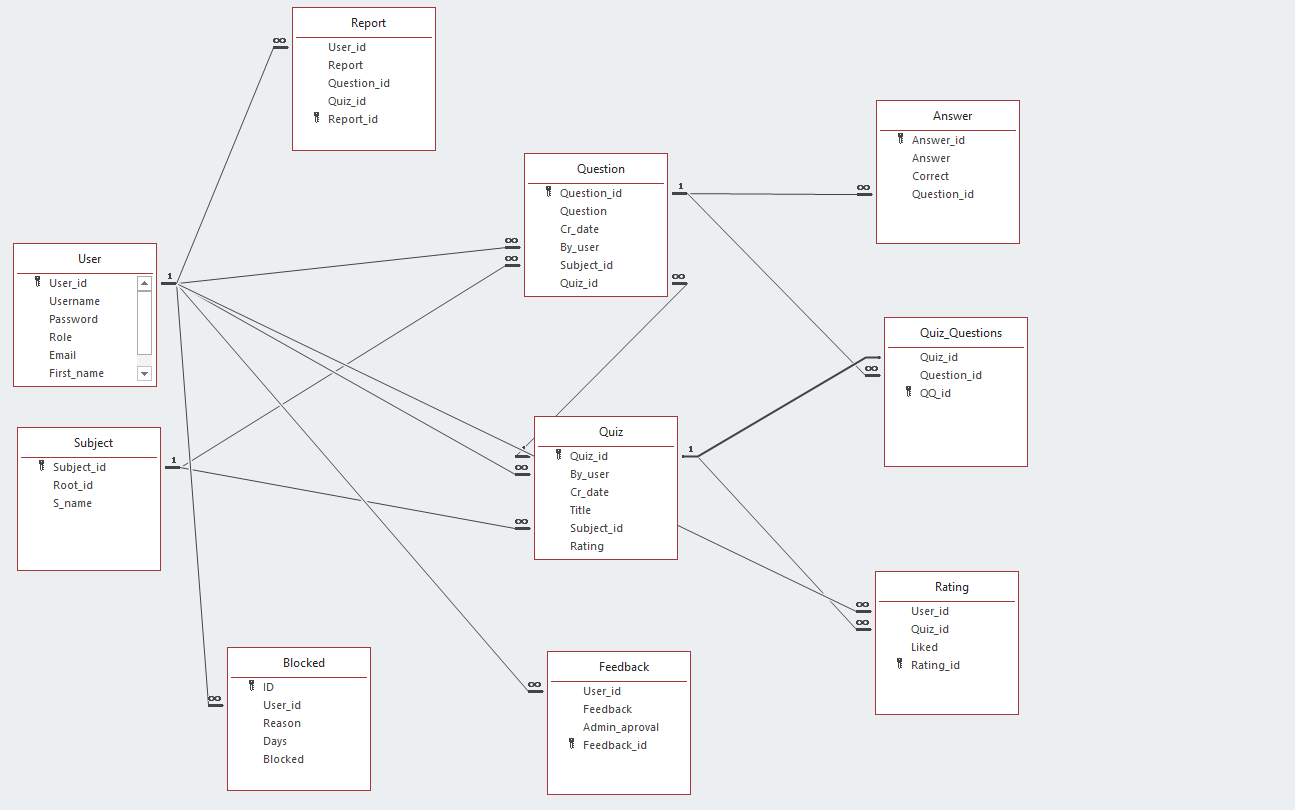 Report
User_id
Report
Question_id
Quiz_id
Report_id
Answer
Answer_id
Answer
Correct
Question_id
Question
Question_id
Question
Cr_date
By_user
Subject_id
Quiz_id
User
User_id
Username
Password
Role
Email
First_name
Quiz_Questions
Quiz_id
Question_id
QQ_id
Subject
Subject_id
Root_id
S_name
Quiz
Quiz_id
By_user
Cr_date
Title
Subject_id
Rating
Rating
User_id
Quiz_id
Liked
Rating_id
Blocked
ID
User_id
Reason
Days
Blocked
Feedback
User_id
Feedback
Admin_aproval
Feedback_id
1
1
1
1
∞
∞
∞
∞
∞
∞
∞
∞
∞
∞
∞
∞
∞